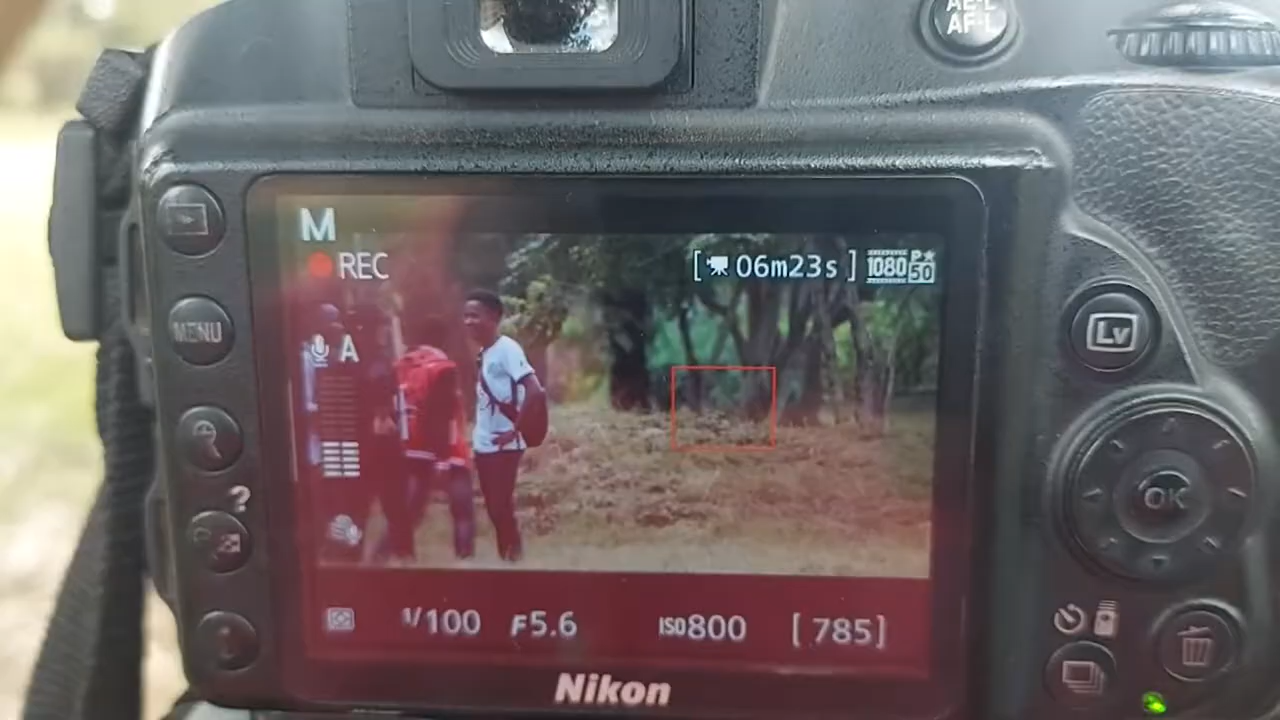 AE-L
AF-L
M
REC
[ 06m23s ] 1080 P★ 50
MENU
A
Lv
?
OK
1/100 F5.6 ISO800 [ 785]
Nikon